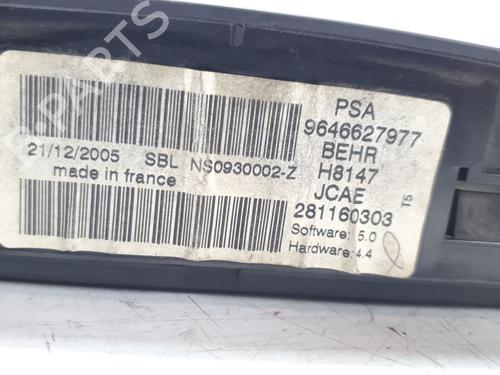 PSA
9646627977
BEHR
H8147
JCAE
281160303
T5
Software: 5.0
Hardware: 4.4
21/12/2005 SBL NS0930002-Z
made in france